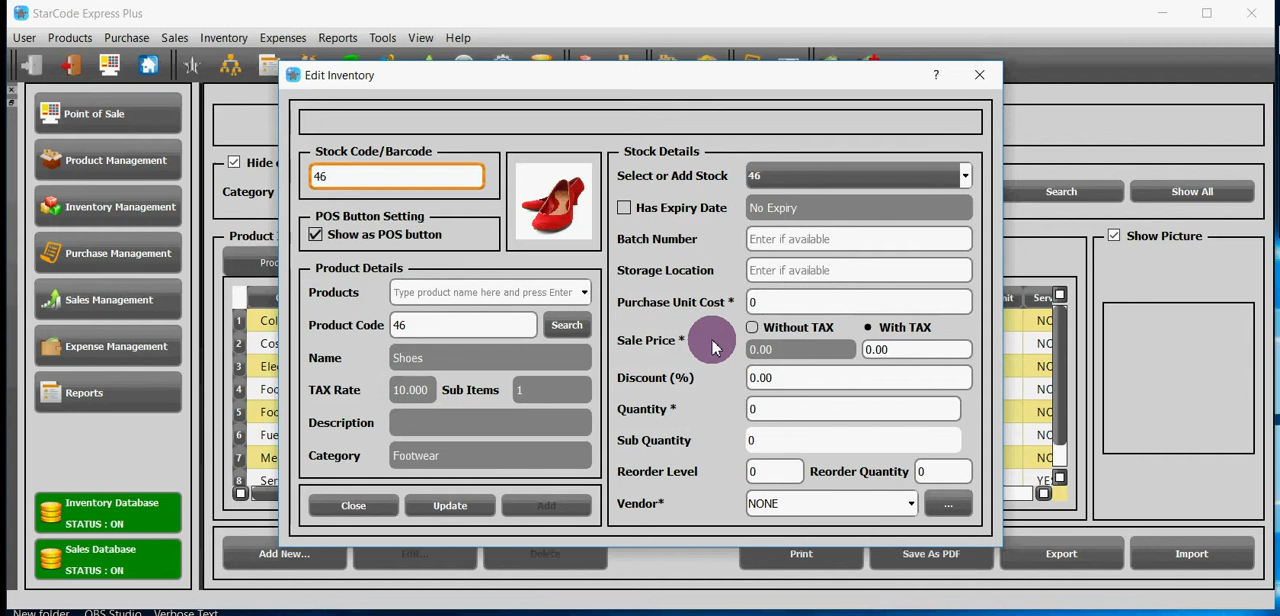 StarCode Express Plus
User Products Purchase Sales Inventory Expenses Reports Tools View Help
Edit Inventory ?
Point of Sale
Product Management
Inventory Management
Purchase Management
Sales Management
Expense Management
Reports
Inventory Database
STATUS : ON
Sales Database
STATUS : ON
Hide
Category
Search
Show All
Product
Show Picture
1
2
3
4
5
6
7
8
Stock Code/Barcode
46
POS Button Setting
Show as POS button
Product Details
Products Type product name here and press Enter
Product Code 46 Search
Name Shoes
TAX Rate 10.000 Sub Items 1
Description
Category Footwear
Close Update Add
Stock Details
Select or Add Stock 46
Has Expiry Date No Expiry
Batch Number Enter if available
Storage Location Enter if available
Purchase Unit Cost * 0
Without TAX With TAX
Sale Price * 0.00 0.00
Discount (%) 0.00
Quantity * 0
Sub Quantity 0
Reorder Level 0 Reorder Quantity 0
Vendor* NONE ...
Add New... Edit... Delete Print Save As PDF Export Import
New folder OBS Studio Verbose Text